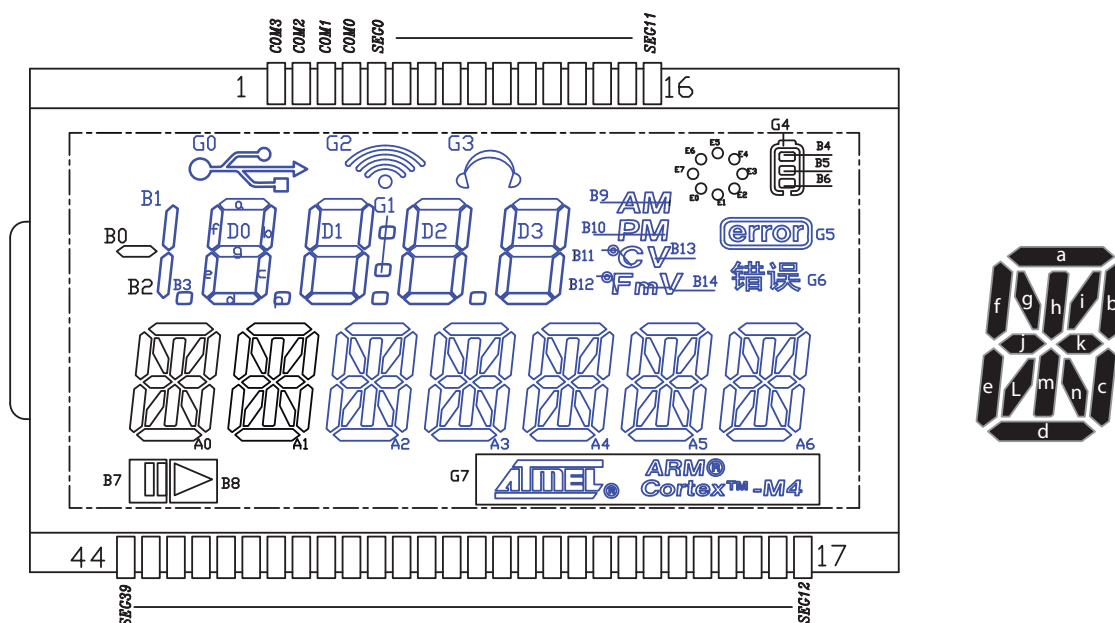 COM3 COM2 COM1 COM0 SEG0 SEG11
1 16
G0 G2 G3 G4
E0 E1 E2 E3 E4 E5 E6 E7
B4
B5
B6
B1 G1 B9 AM
a b c d e f g p
D0 D1 D2 D3 B10 PM error G5
B0 B11 °C V B13
B2 B3 B12 °F mV B14 错误 G6
A0 A1 A2 A3 A4 A5 A6
B7 B8 G7 ATMEL® ARM®
Cortex™-M4
44 17
SEG39 SEG12
a
f g h i b
j k
e L m n c
d